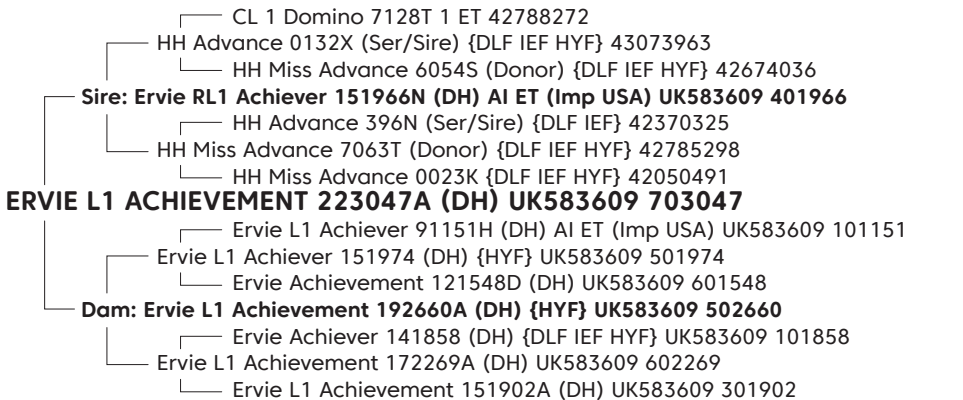 CL 1 Domino 7128T 1 ET 42788272
HH Advance 0132X (Ser/Sire) {DLF IEF HYF} 43073963
HH Miss Advance 6054S (Donor) {DLF IEF HYF} 42674036
Sire: Ervie RL1 Achiever 151966N (DH) AI ET (Imp USA) UK583609 401966
HH Advance 396N (Ser/Sire) {DLF IEF} 42370325
HH Miss Advance 7063T (Donor) {DLF IEF HYF} 42785298
HH Miss Advance 0023K {DLF IEF HYF} 42050491
ERVIE L1 ACHIEVEMENT 223047A (DH) UK583609 703047
Ervie L1 Achiever 91151H (DH) AI ET (Imp USA) UK583609 101151
Ervie L1 Achiever 151974 (DH) {HYF} UK583609 501974
Ervie Achievement 121548D (DH) UK583609 601548
Dam: Ervie L1 Achievement 192660A (DH) {HYF} UK583609 502660
Ervie Achiever 141858 (DH) {DLF IEF HYF} UK583609 101858
Ervie L1 Achievement 172269A (DH) UK583609 602269
Ervie L1 Achievement 151902A (DH) UK583609 301902